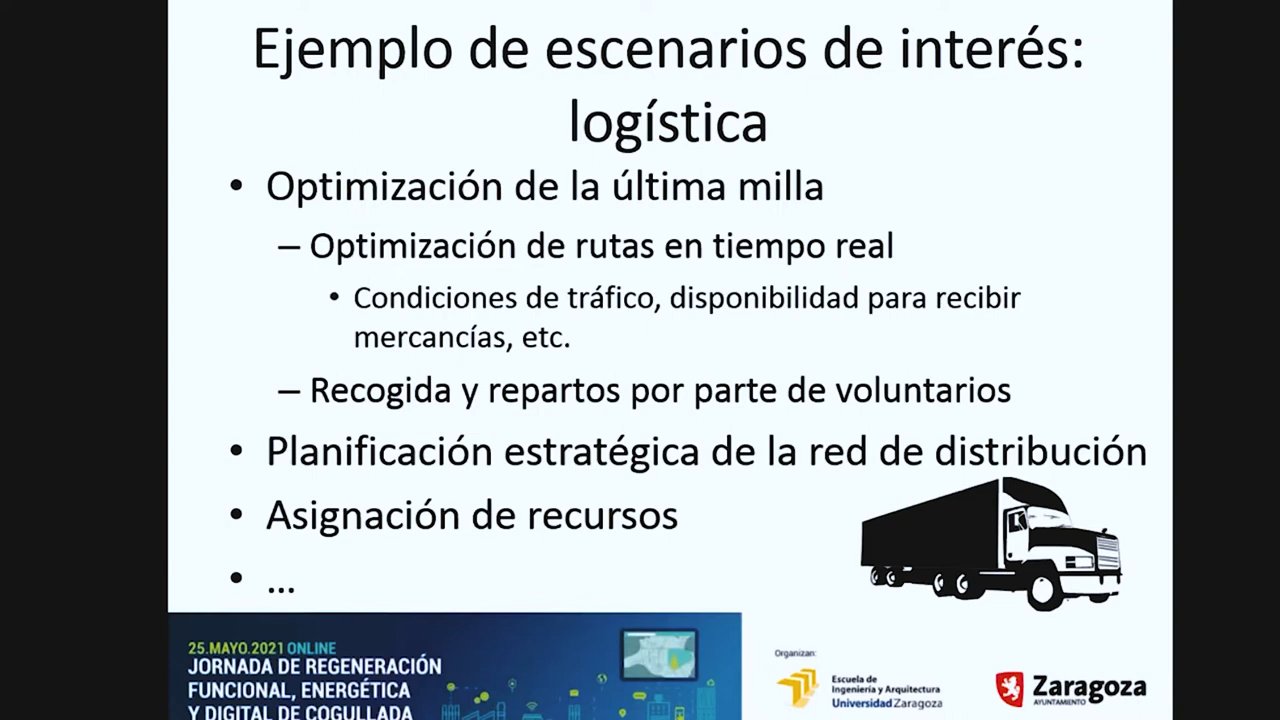 Ejemplo de escenarios de interés:
logística
• Optimización de la última milla
– Optimización de rutas en tiempo real
• Condiciones de tráfico, disponibilidad para recibir
mercancías, etc.
– Recogida y repartos por parte de voluntarios
• Planificación estratégica de la red de distribución
• Asignación de recursos
• ...
25.MAYO.2021 ONLINE
JORNADA DE REGENERACIÓN
FUNCIONAL, ENERGÉTICA
Y DIGITAL DE COGULLADA
Organizan:
Escuela de
Ingeniería y Arquitectura
Universidad Zaragoza
Zaragoza
AYUNTAMIENTO